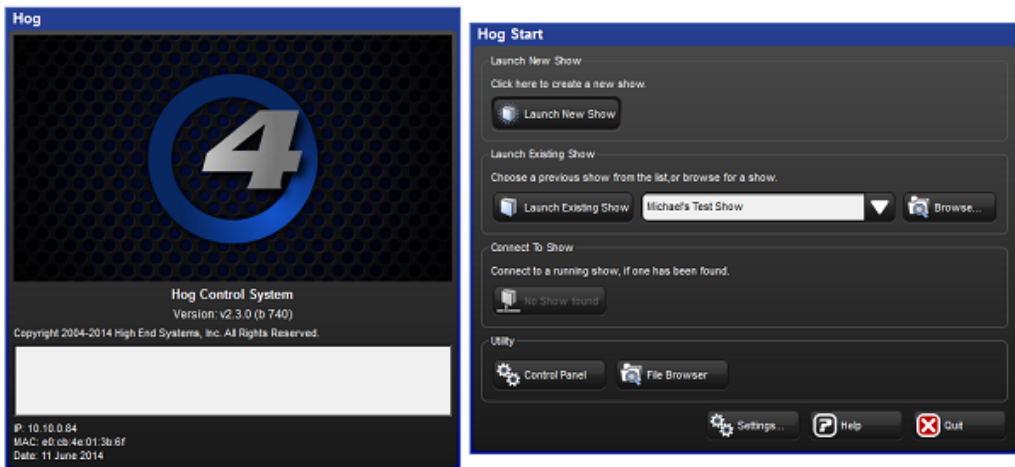 Hog
4
Hog Control System
Version: v2.3.0 (b 740)
Copyright 2004-2014 High End Systems, Inc. All Rights Reserved.
IP: 10.10.0.84
MAC: e0:cb:4e:01:3b:6f
Date: 11 June 2014
Hog Start
Launch New Show
Click here to create a new show.
Launch New Show
Launch Existing Show
Choose a previous show from the list,or browse for a show.
Launch Existing Show Michael's Test Show Browse...
Connect To Show
Connect to a running show, if one has been found.
No Show found
Utility
Control Panel File Browser
Settings... Help Quit